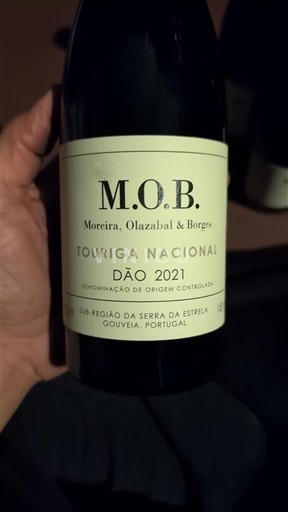 M.O.B.
Moreira, Olazabal & Borges
TOURIGA NACIONAL
VIVINO
DÃO 2021
DENOMINAÇÃO DE ORIGEM CONTROLADA
SUB-REGIÃO DA SERRA DA ESTRELA
GOUVEIA, PORTUGAL